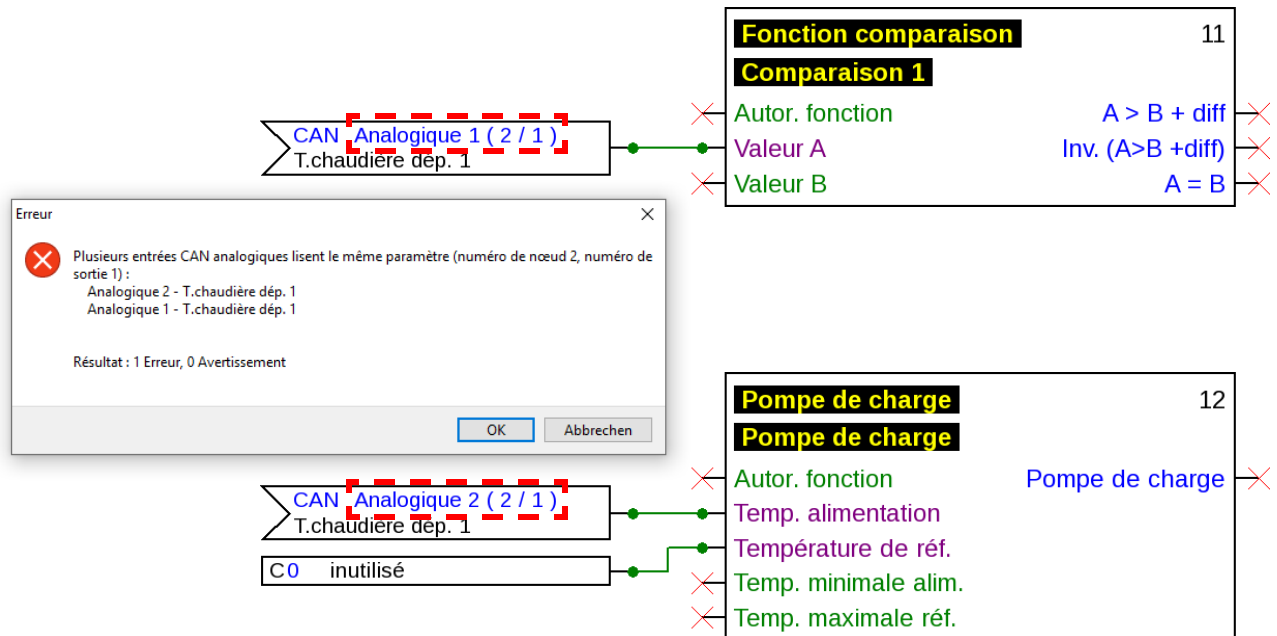 Fonction comparaison 11
Comparaison 1
Autor. fonction A > B + diff
CAN Analogique 1 ( 2 / 1 )
T.chaudière dép. 1
Valeur A Inv. (A>B +diff)
Valeur B A = B
Erreur
Plusieurs entrées CAN analogiques lisent le même paramètre (numéro de nœud 2, numéro de
sortie 1) :
Analogique 2 - T.chaudière dép. 1
Analogique 1 - T.chaudière dép. 1
Résultat : 1 Erreur, 0 Avertissement
OK Abbrechen
Pompe de charge 12
Pompe de charge
Autor. fonction Pompe de charge
CAN Analogique 2 ( 2 / 1 )
T.chaudière dép. 1
Temp. alimentation
Température de réf.
C0 inutilisé
Temp. minimale alim.
Temp. maximale réf.